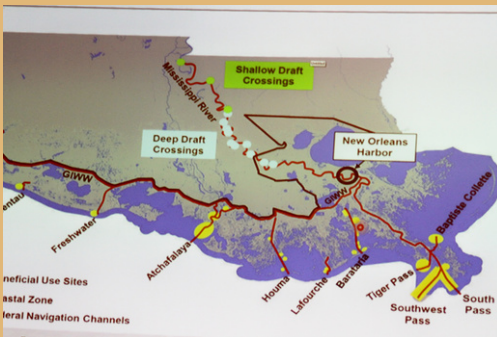 Mississippi River
Shallow Draft
Crossings
Deep Draft
Crossings
New Orleans
Harbor
GIWW
GIWW
Freshwater
Atchafalaya
Houma
Lafourche
Barataria
Tiger Pass
Baptiste Collette
Southwest
Pass
South
Pass
entau
neficial Use Sites
astal Zone
deral Navigation Channels